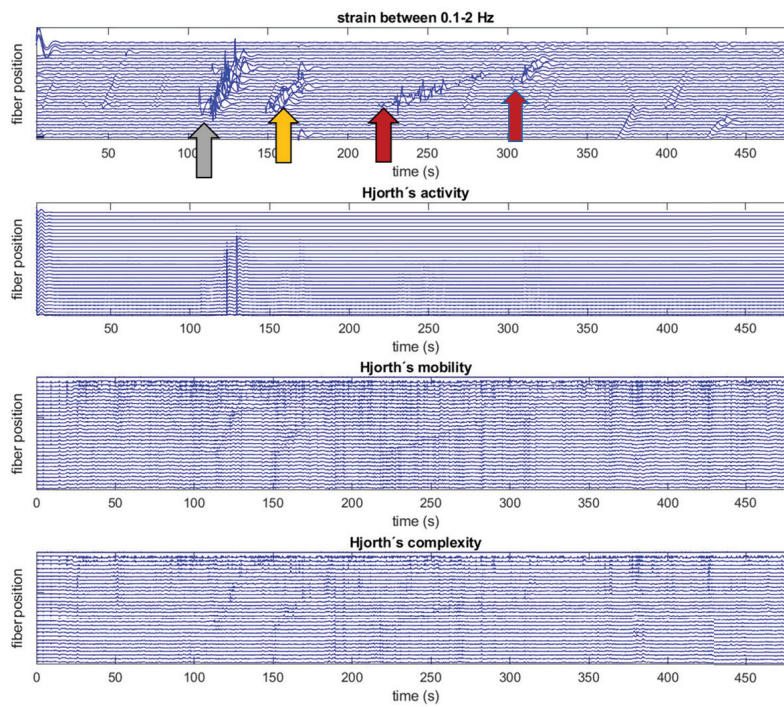 strain between 0.1-2 Hz
fiber position
50 100 150 200 250 300 350 400 450
time (s)
Hjorth´s activity
fiber position
50 100 150 200 250 300 350 400 450
time (s)
Hjorth´s mobility
fiber position
0 50 100 150 200 250 300 350 400 450
time (s)
Hjorth´s complexity
fiber position
0 50 100 150 200 250 300 350 400 450
time (s)